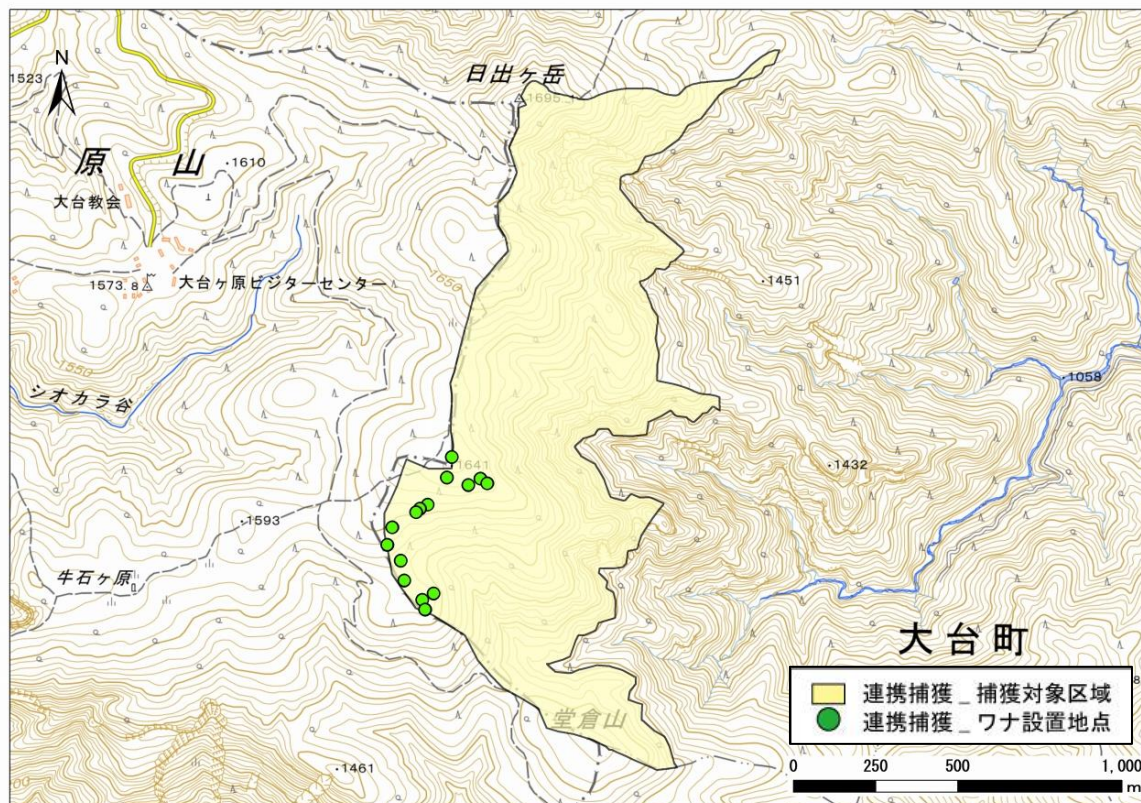 N
日出ヶ岳
1695.1
1523
原 山
1610
大台教会
1573.8
大台ヶ原ビジターセンター
1650
1451
1550
シオカラ谷
1058
1641
1432
1593
牛石ヶ原
大台町
堂倉山
1461
連携捕獲_捕獲対象区域
連携捕獲_ワナ設置地点
0 250 500 1,000
m